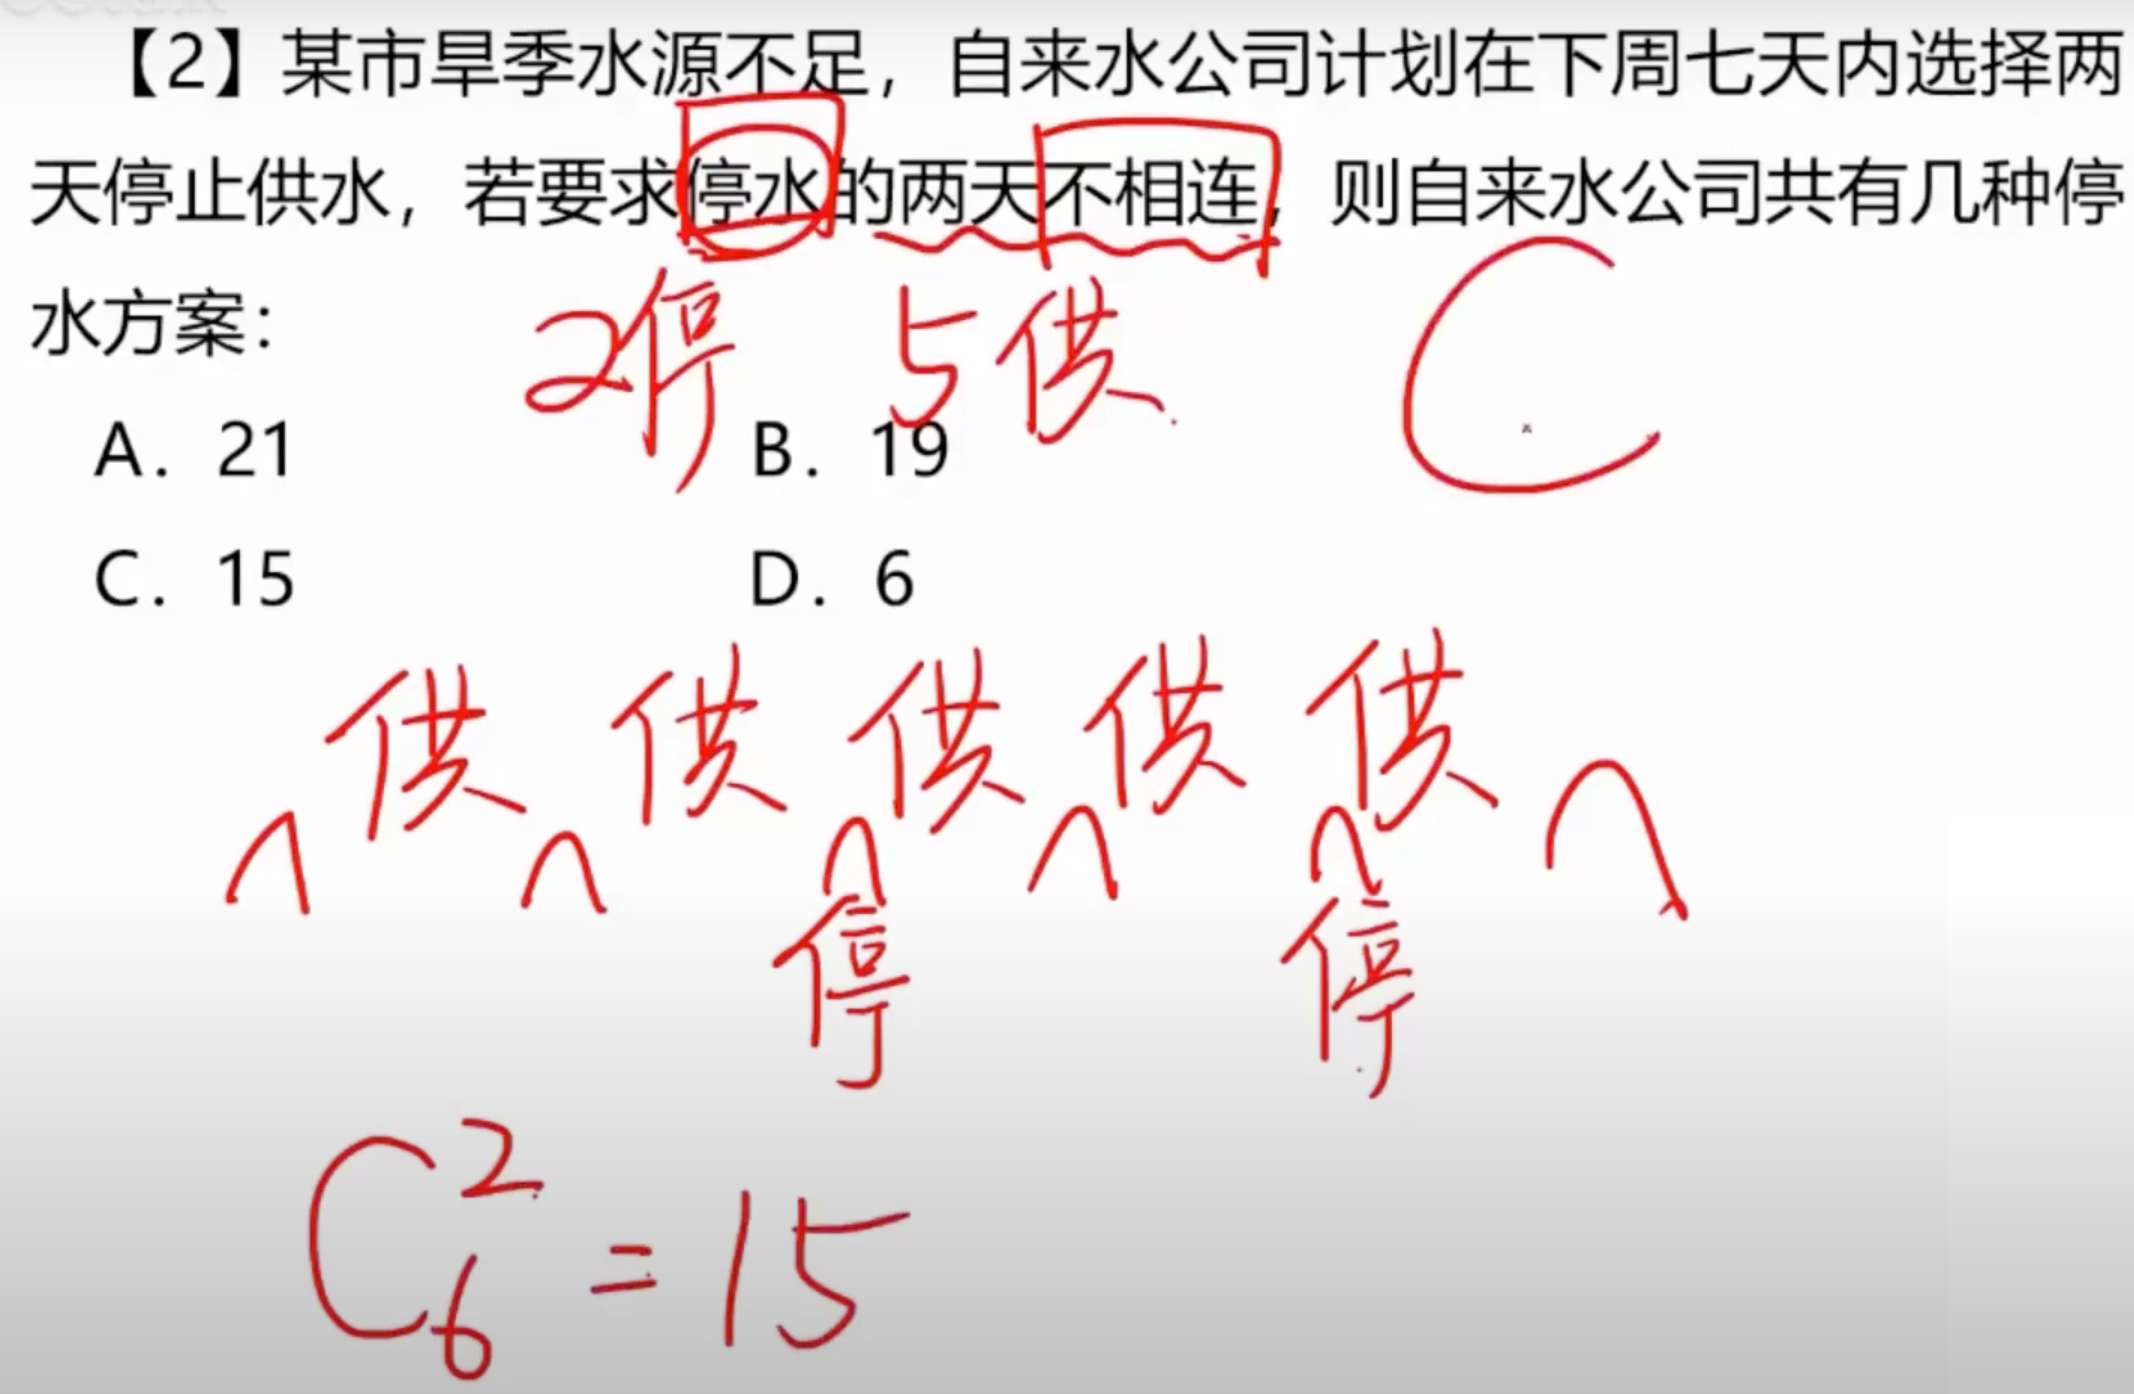 【2】某市旱季水源不足，自来水公司计划在下周七天内选择两
天停止供水，若要求停水的两天不相连，则自来水公司共有几种停
水方案：
2停 5供 C
A. 21 B. 19
C. 15 D. 6
供 供 供 供 供
停 停
C₆² = 15